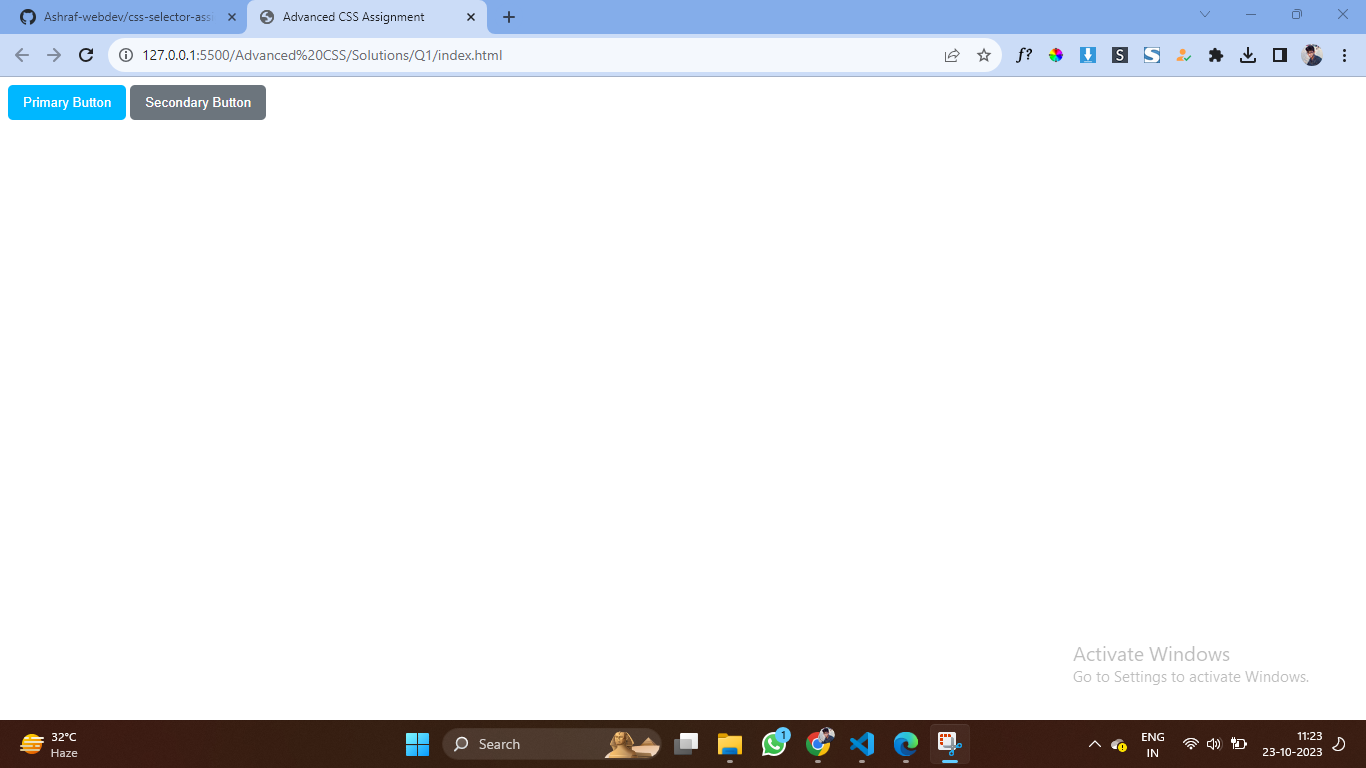 Ashraf-webdev/css-selector-assi
Advanced CSS Assignment
127.0.0.1:5500/Advanced%20CSS/Solutions/Q1/index.html
f?
S
S
Primary Button
Secondary Button
Activate Windows
Go to Settings to activate Windows.
32°C
Haze
Search
1
ENG
IN
11:23
23-10-2023